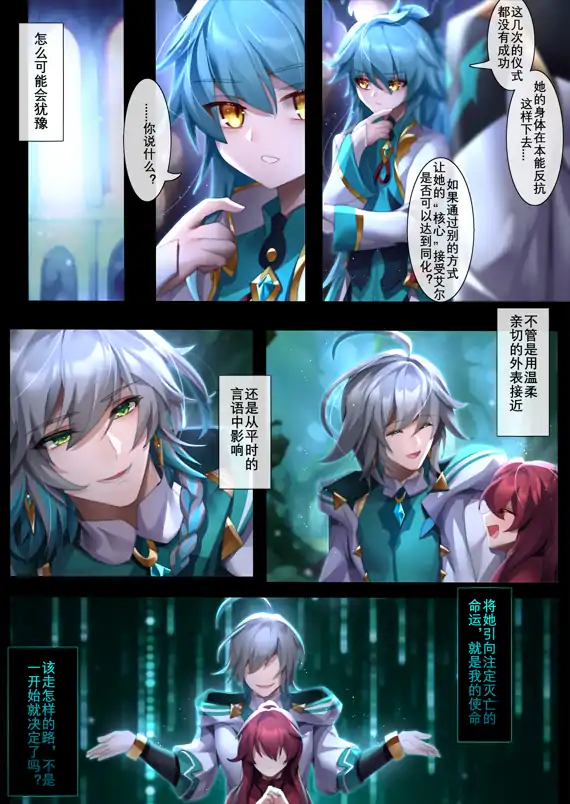 这几次的仪式
都没有成功
她的身体在本能反抗
这样下去…
如果通过别的方式
让她的“核心”接受艾尔
是否可以达到同化？
……你说什么？
怎么可能会犹豫
不管是用温柔
亲切的外表接近
还是从平时的
言语中影响
将她引向注定灭亡的
命运，就是我的使命
该走怎样的路，不是
一开始就决定了吗？